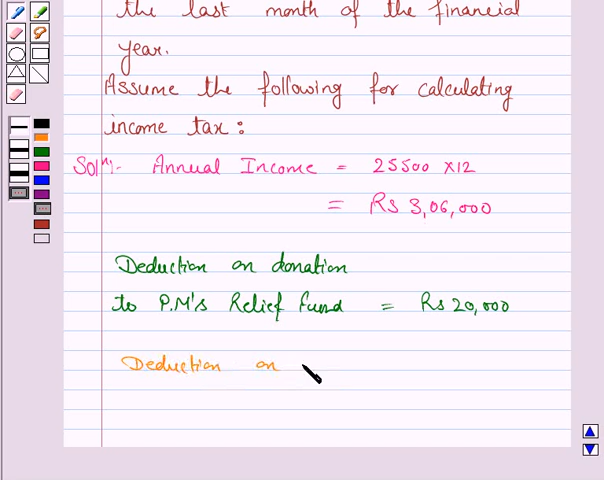 the last month of the financial
year.
Assume the following for calculating
income tax:
Solⁿ:- Annual Income = 25500 X12
= Rs 3,06,000
Deduction on donation
to P.M's Relief Fund = Rs 20,000
Deduction on